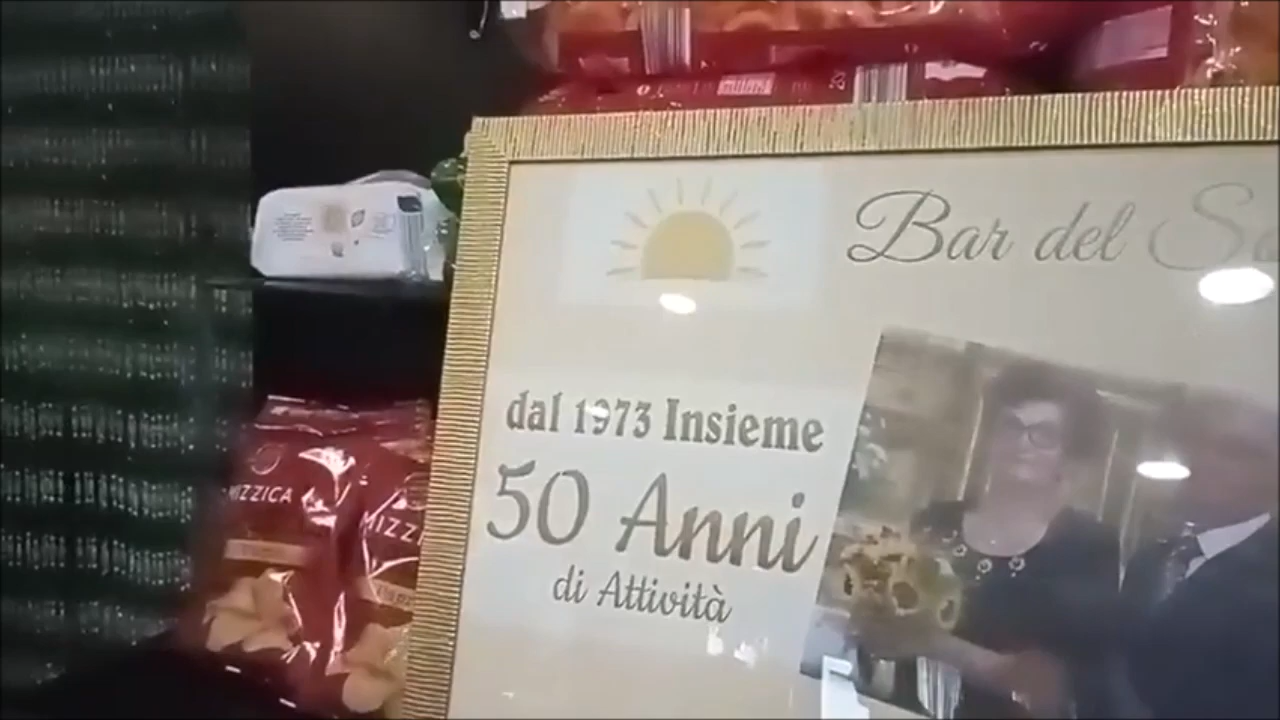 Bar del So
dal 1973 Insieme
50 Anni
di Attività
MIZZICA
MIZZI